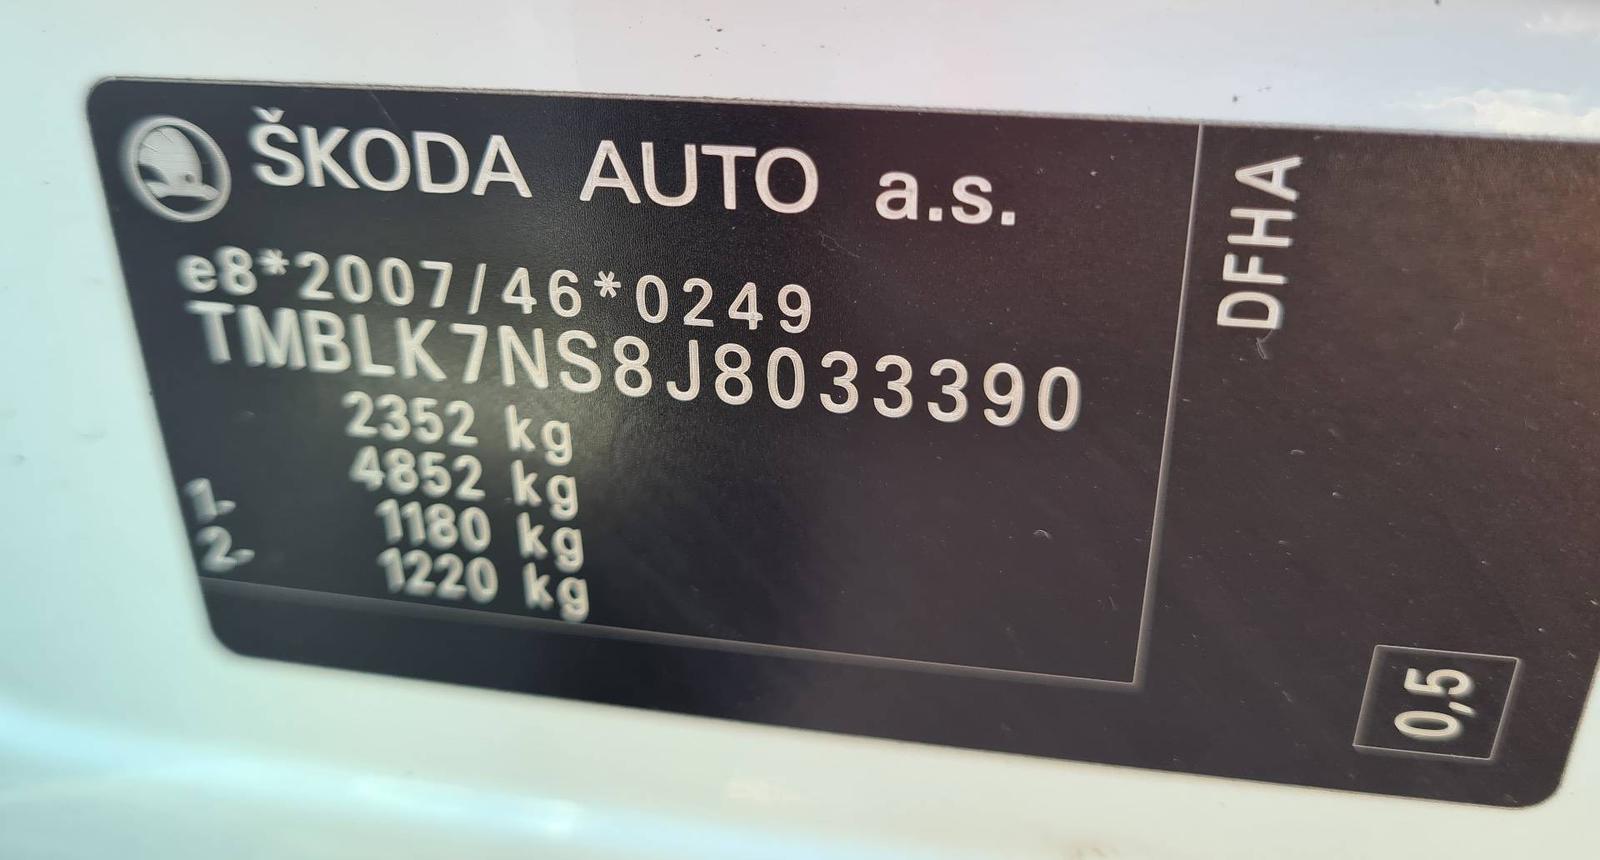 ŠKODA AUTO a.s.
e8*2007/46*0249
TMBLK7NS8J8033390
2352 kg
4852 kg
1. 1180 kg
2. 1220 kg
DFHA
0,5